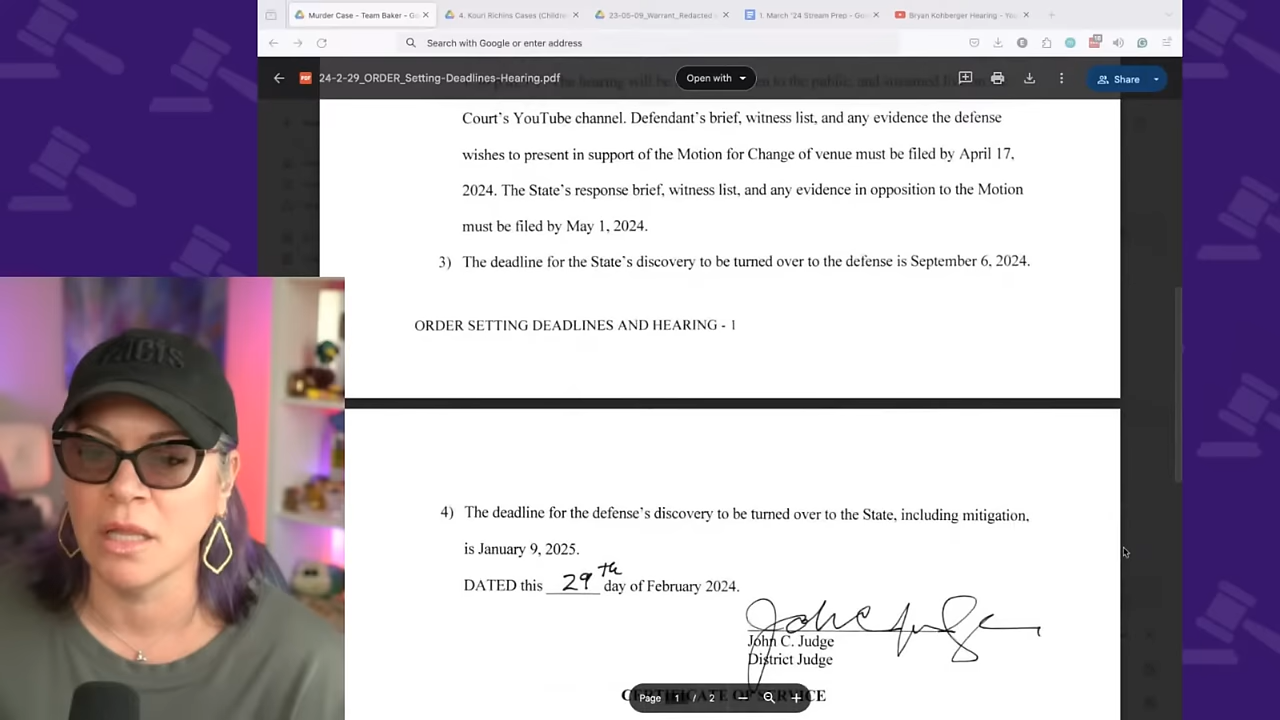 Murder Case - Team Baker - Go
4. Kouri Richins Cases (Childre
23-05-09_Warrant_Redacted
1. March '24 Stream Prep - Goo
Bryan Kohberger Hearing - You
Search with Google or enter address
24-2-29_ORDER_Setting-Deadlines-Hearing.pdf
Open with
Share
Court's YouTube channel. Defendant's brief, witness list, and any evidence the defense
wishes to present in support of the Motion for Change of venue must be filed by April 17,
2024. The State's response brief, witness list, and any evidence in opposition to the Motion
must be filed by May 1, 2024.
3) The deadline for the State's discovery to be turned over to the defense is September 6, 2024.
ORDER SETTING DEADLINES AND HEARING - 1
4) The deadline for the defense's discovery to be turned over to the State, including mitigation,
is January 9, 2025.
DATED this 29th day of February 2024.
John C. Judge
District Judge
CERTIFICATE OF SERVICE
Page 1 / 2